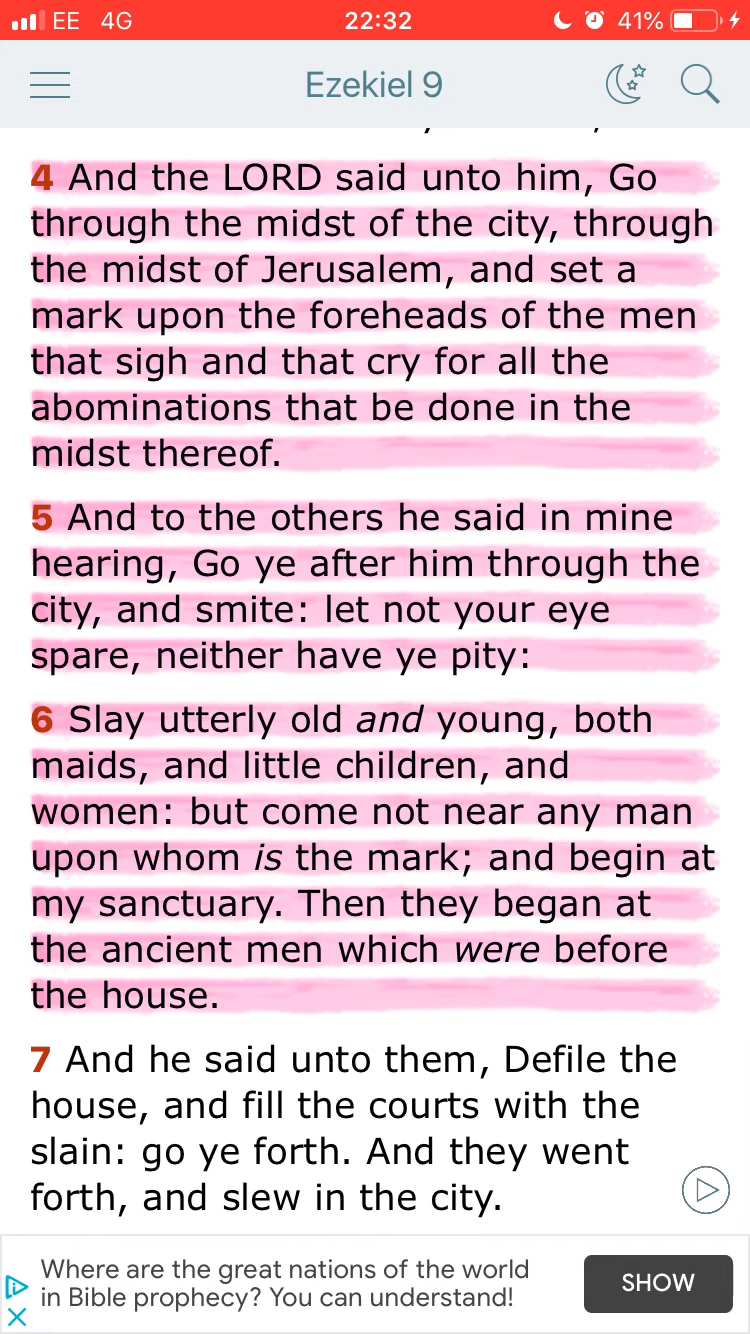 EE 4G 22:32 41%
Ezekiel 9
4 And the LORD said unto him, Go
through the midst of the city, through
the midst of Jerusalem, and set a
mark upon the foreheads of the men
that sigh and that cry for all the
abominations that be done in the
midst thereof.
5 And to the others he said in mine
hearing, Go ye after him through the
city, and smite: let not your eye
spare, neither have ye pity:
6 Slay utterly old and young, both
maids, and little children, and
women: but come not near any man
upon whom is the mark; and begin at
my sanctuary. Then they began at
the ancient men which were before
the house.
7 And he said unto them, Defile the
house, and fill the courts with the
slain: go ye forth. And they went
forth, and slew in the city.
Where are the great nations of the world
in Bible prophecy? You can understand!
SHOW